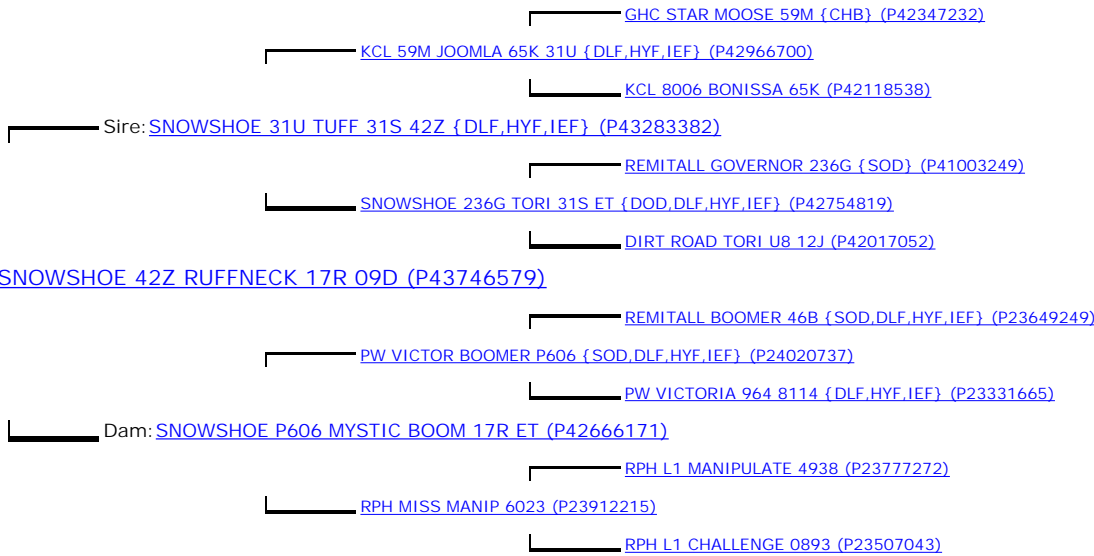 GHC STAR MOOSE 59M {CHB} (P42347232)
KCL 59M JOOMLA 65K 31U {DLF,HYF,IEF} (P42966700)
KCL 8006 BONISSA 65K (P42118538)
Sire: SNOWSHOE 31U TUFF 31S 42Z {DLF,HYF,IEF} (P43283382)
REMITALL GOVERNOR 236G {SOD} (P41003249)
SNOWSHOE 236G TORI 31S ET {DOD,DLF,HYF,IEF} (P42754819)
DIRT ROAD TORI U8 12J (P42017052)
SNOWSHOE 42Z RUFFNECK 17R 09D (P43746579)
REMITALL BOOMER 46B {SOD,DLF,HYF,IEF} (P23649249)
PW VICTOR BOOMER P606 {SOD,DLF,HYF,IEF} (P24020737)
PW VICTORIA 964 8114 {DLF,HYF,IEF} (P23331665)
Dam: SNOWSHOE P606 MYSTIC BOOM 17R ET (P42666171)
RPH L1 MANIPULATE 4938 (P23777272)
RPH MISS MANIP 6023 (P23912215)
RPH L1 CHALLENGE 0893 (P23507043)